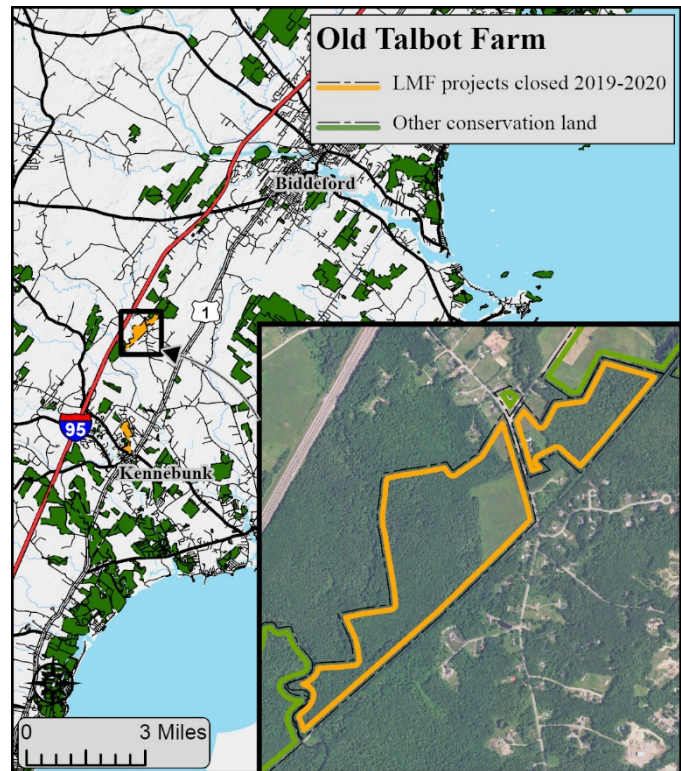 Old Talbot Farm
LMF projects closed 2019-2020
Other conservation land
Biddeford
1
95
Kennebunk
0 3 Miles